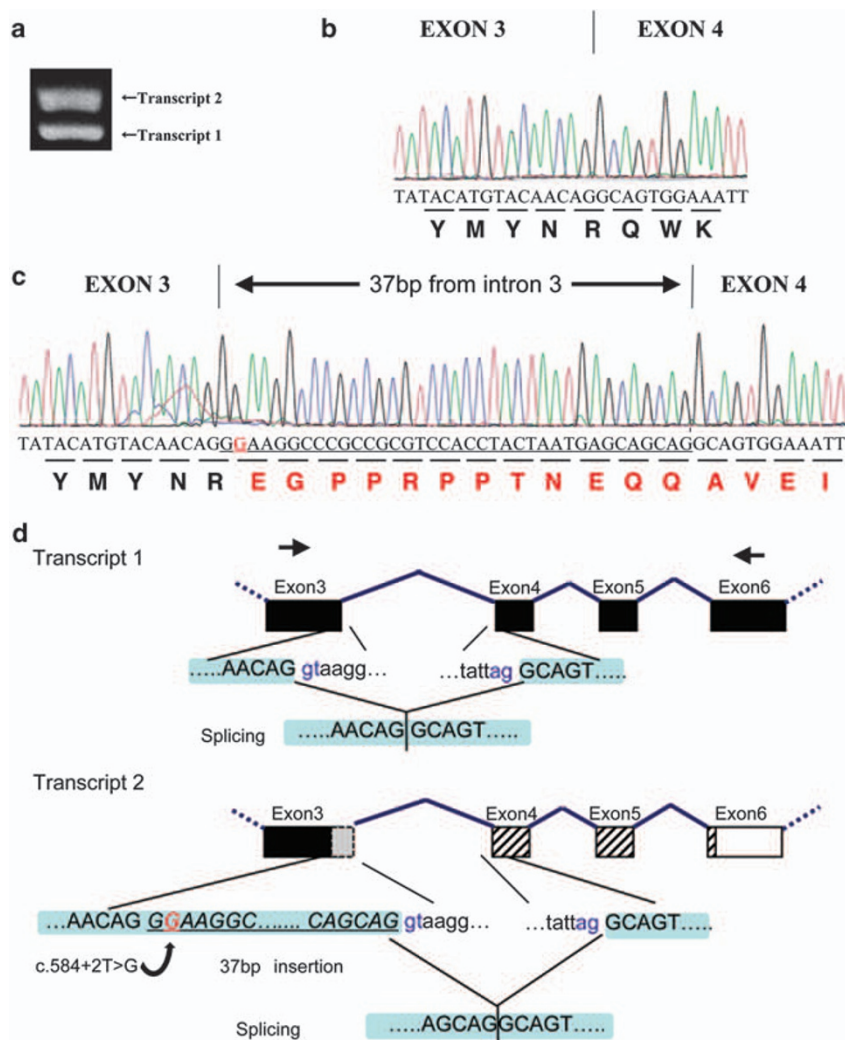 a
←Transcript 2
←Transcript 1
b
EXON 3 EXON 4
TATACATGTACAACAGGCAGTGGAAATT
Y M Y N R Q W K
c
EXON 3 37bp from intron 3 EXON 4
TATACATGTACAACAGGGAAGGCCCGCCGCGTCCACCTACTAATGAGCAGCAGGCAGTGGAAATT
Y M Y N R E G P P R P P T N E Q Q A V E I
d
Transcript 1
Exon3 Exon4 Exon5 Exon6
.....AACAG gtaagg... ...tattag GCAGT.....
Splicing .....AACAG GCAGT.....
Transcript 2
Exon3 Exon4 Exon5 Exon6
...AACAG GGAAGGC....... CAGCAG gtaagg... ...tattag GCAGT.....
c.584+2T>G 37bp insertion
Splicing .....AGCAG GCAGT.....